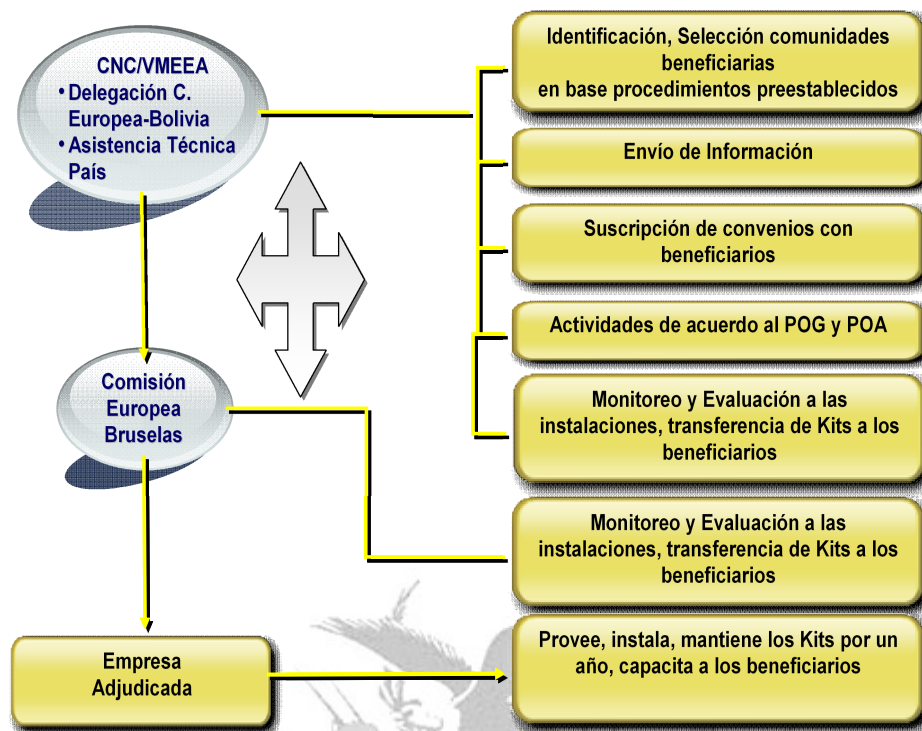 CNC/VMEEA
• Delegación C.
Europea-Bolivia
• Asistencia Técnica
País
Comisión
Europea
Bruselas
Empresa
Adjudicada
Identificación, Selección comunidades
beneficiarias
en base procedimientos preestablecidos
Envío de Información
Suscripción de convenios con
beneficiarios
Actividades de acuerdo al POG y POA
Monitoreo y Evaluación a las
instalaciones, transferencia de Kits a los
beneficiarios
Monitoreo y Evaluación a las
instalaciones, transferencia de Kits a los
beneficiarios
Provee, instala, mantiene los Kits por un
año, capacita a los beneficiarios